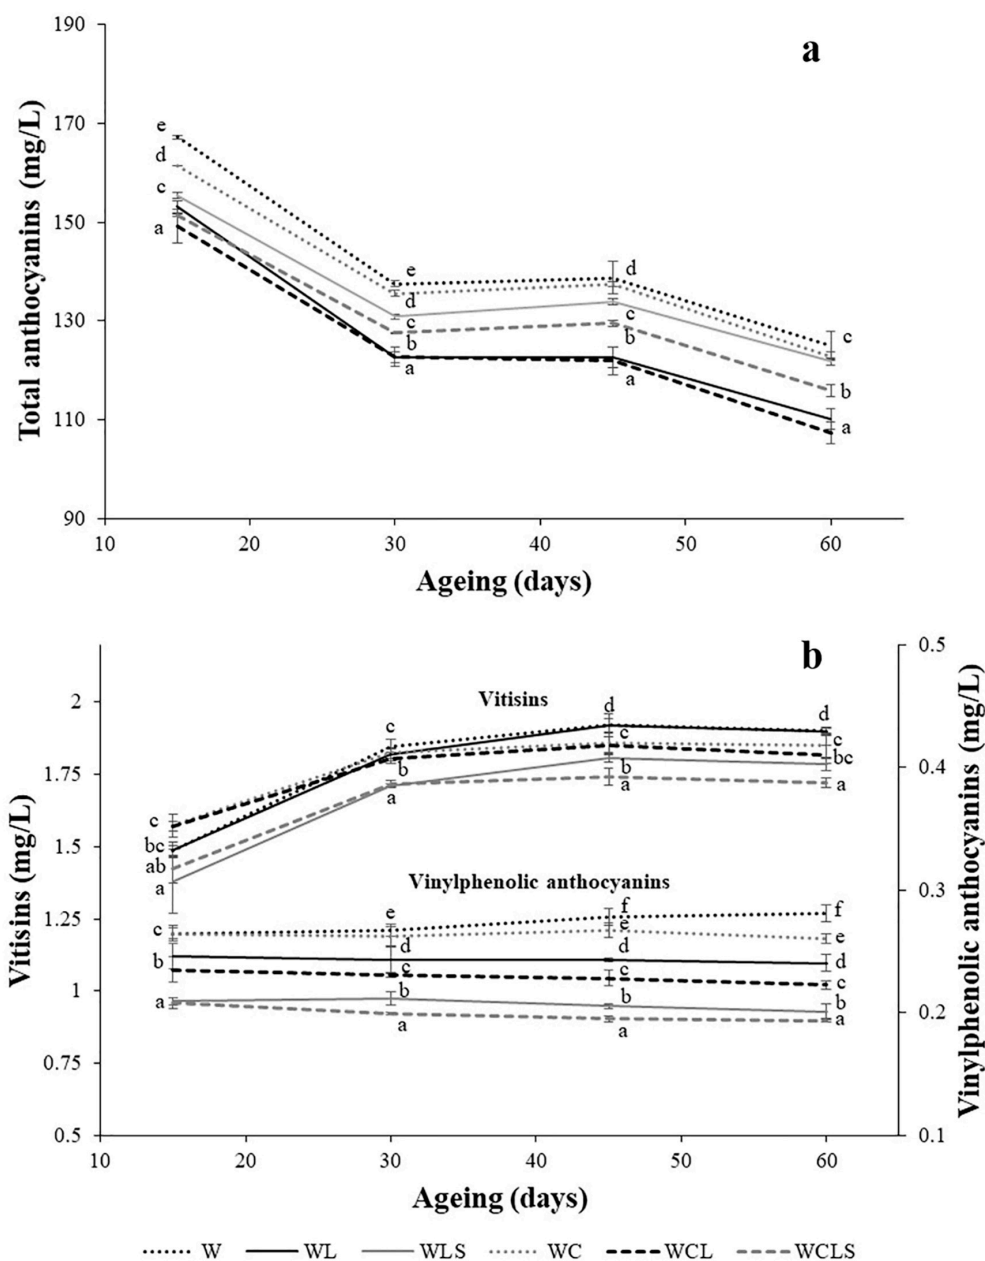 a
190
170
150
130
110
90
Total anthocyanins (mg/L)
e
d
c
a
e
d
c
b
a
d
c
b
a
c
b
a
10 20 30 40 50 60
Ageing (days)
b
Vitisins
2
1.75
1.5
1.25
1
0.75
0.5
Vitisins (mg/L)
0.5
0.4
0.3
0.2
0.1
Vinylphenolic anthocyanins (mg/L)
c
bc
ab
a
c
b
a
d
c
b
a
d
c
bc
a
Vinylphenolic anthocyanins
c
b
a
e
d
c
b
a
f
e
d
c
b
a
f
e
d
c
b
a
10 20 30 40 50 60
Ageing (days)
W WL WLS WC WCL WCLS